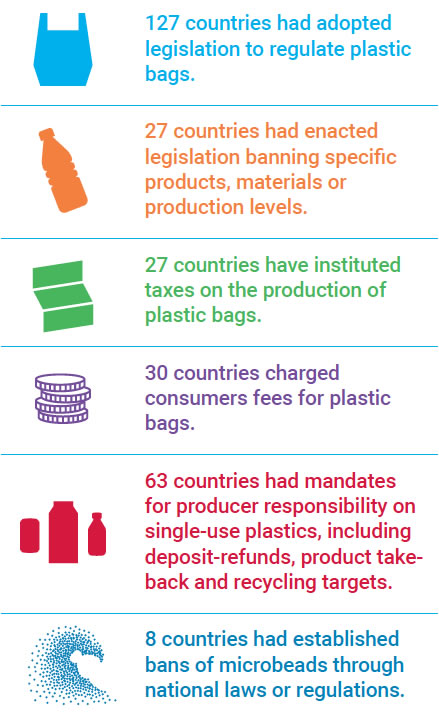 127 countries had adopted
legislation to regulate plastic
bags.
27 countries had enacted
legislation banning specific
products, materials or
production levels.
27 countries have instituted
taxes on the production of
plastic bags.
30 countries charged
consumers fees for plastic
bags.
63 countries had mandates
for producer responsibility on
single-use plastics, including
deposit-refunds, product take-
back and recycling targets.
8 countries had established
bans of microbeads through
national laws or regulations.